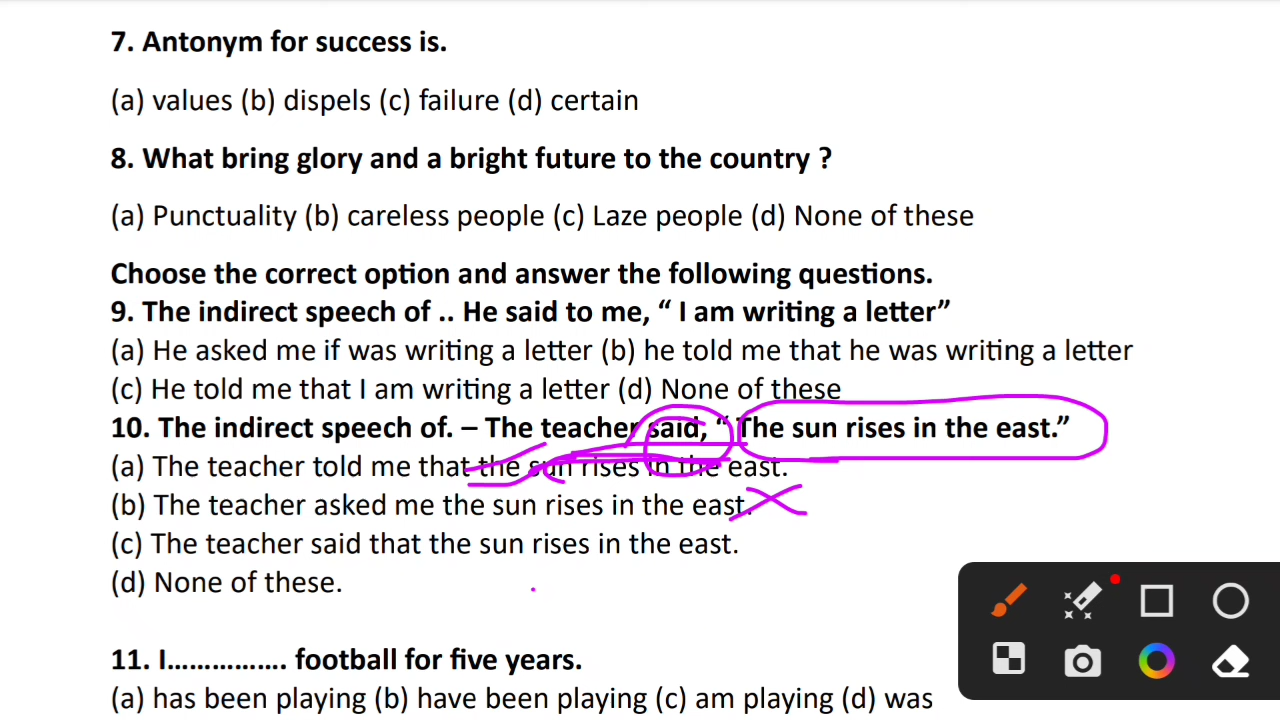 7. Antonym for success is.
(a) values (b) dispels (c) failure (d) certain
8. What bring glory and a bright future to the country ?
(a) Punctuality (b) careless people (c) Laze people (d) None of these
Choose the correct option and answer the following questions.
9. The indirect speech of .. He said to me, “ I am writing a letter”
(a) He asked me if was writing a letter (b) he told me that he was writing a letter
(c) He told me that I am writing a letter (d) None of these
10. The indirect speech of. – The teacher said, “ The sun rises in the east.”
(a) The teacher told me that the sun rises in the east.
(b) The teacher asked me the sun rises in the east.
(c) The teacher said that the sun rises in the east.
(d) None of these.
11. I............... football for five years.
(a) has been playing (b) have been playing (c) am playing (d) was